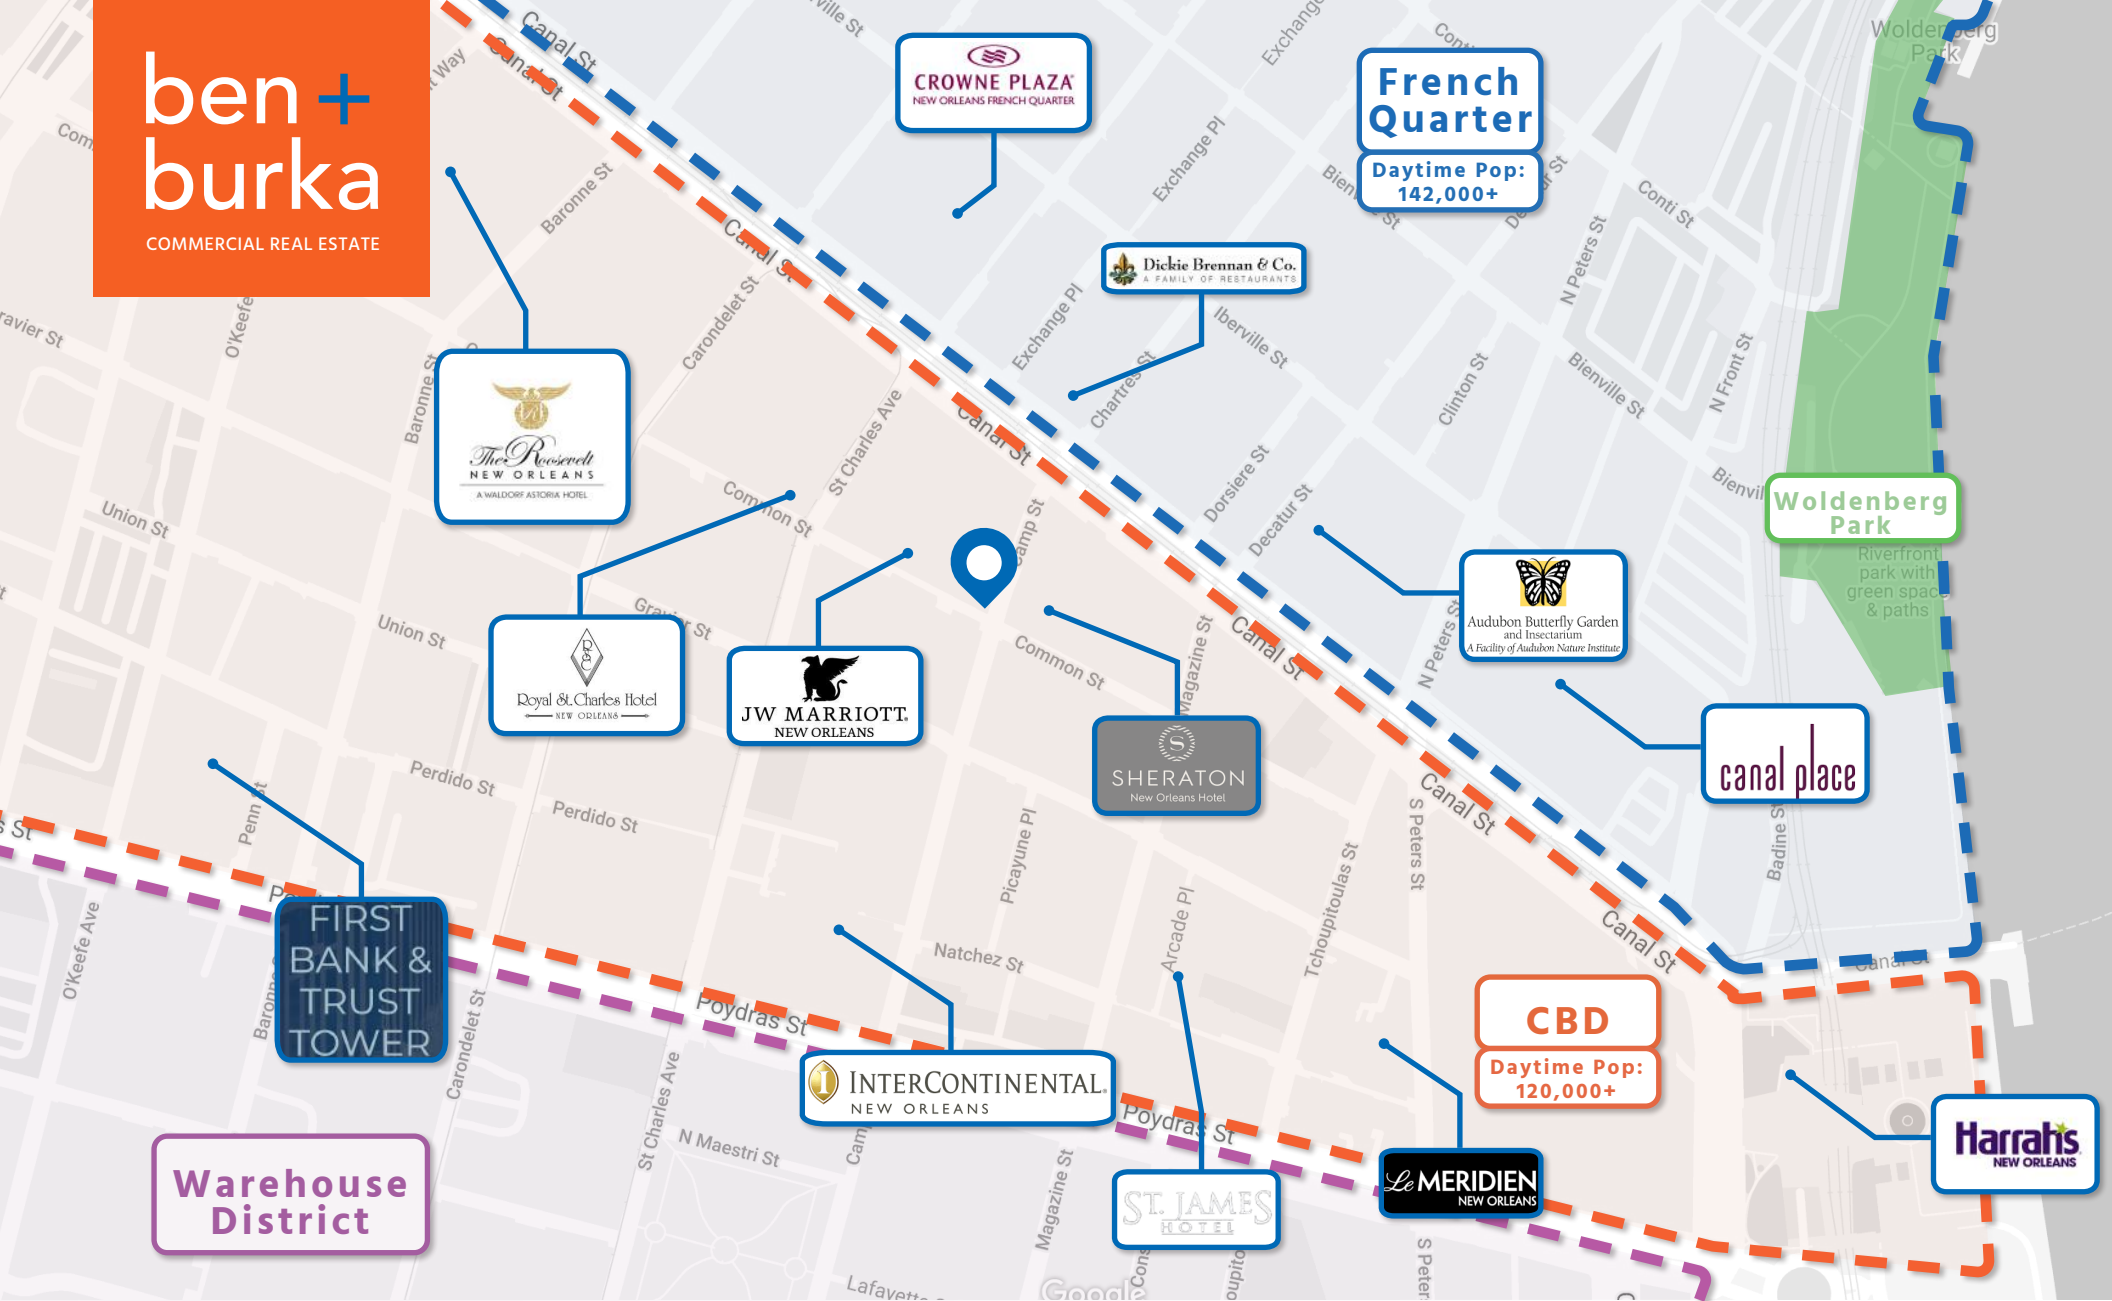 ben +
burka
COMMERCIAL REAL ESTATE
CROWNE PLAZA
NEW ORLEANS FRENCH QUARTER
French
Quarter
Daytime Pop:
142,000+
Dickie Brennan & Co.
A FAMILY OF RESTAURANTS
The Roosevelt
NEW ORLEANS
A WALDORF ASTORIA HOTEL
Woldenberg
Park
Woldenberg
Park
Riverfront
park with
green space
& paths
Audubon Butterfly Garden
and Insectarium
A Facility of Audubon Nature Institute
Royal St. Charles Hotel
NEW ORLEANS
JW MARRIOTT
NEW ORLEANS
SHERATON
New Orleans Hotel
canal place
FIRST
BANK &
TRUST
TOWER
INTERCONTINENTAL
NEW ORLEANS
CBD
Daytime Pop:
120,000+
Harrah's
NEW ORLEANS
Le MERIDIEN
NEW ORLEANS
ST. JAMES
HOTEL
Warehouse
District
Canal St
Canal St
Canal St
Canal St
Canal St
Canal St
Canal St
Canal St
Exchange Pl
Exchange Pl
Conti St
Iberville St
Bienville St
N Peters St
N Peters St
N Front St
Clinton St
Chartres St
Dorsiere St
Decatur St
Baronne St
Baronne St
Carondelet St
Carondelet St
St Charles Ave
St Charles Ave
Common St
Common St
Camp St
Magazine St
Magazine St
Union St
Union St
Gravier St
Perdido St
Perdido St
Penn St
O'Keefe
O'Keefe Ave
Picayune Pl
Natchez St
Arcade Pl
Tchoupitoulas St
S Peters St
Badine St
Poydras St
Poydras St
N Maestri St
Google